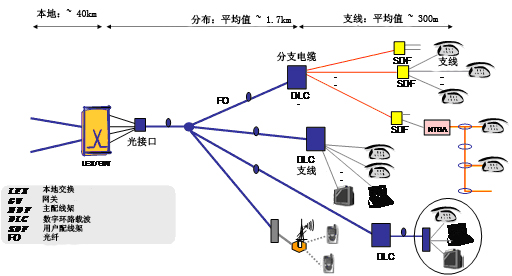 本地：~ 40km
分布：平均值 ~ 1.7km
支线：平均值 ~ 300m
分支电缆
SDF
支线
FO
DLC
SDF
SDF
NTBA
LEX/GW
光接口
DLC
支线
LEX 本地交换
GW 网关
MDF 主配线架
DLC 数字环路载波
SDF 用户配线架
FO 光纤
DLC